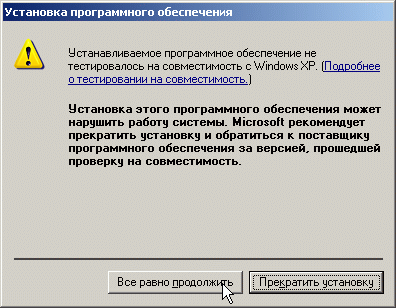 Установка программного обеспечения
Устанавливаемое программное обеспечение не
тестировалось на совместимость с Windows XP. (Подробнее
о тестировании на совместимость.)
Установка этого программного обеспечения может
нарушить работу системы. Microsoft рекомендует
прекратить установку и обратиться к поставщику
программного обеспечения за версией, прошедшей
проверку на совместимость.
Все равно продолжить
Прекратить установку